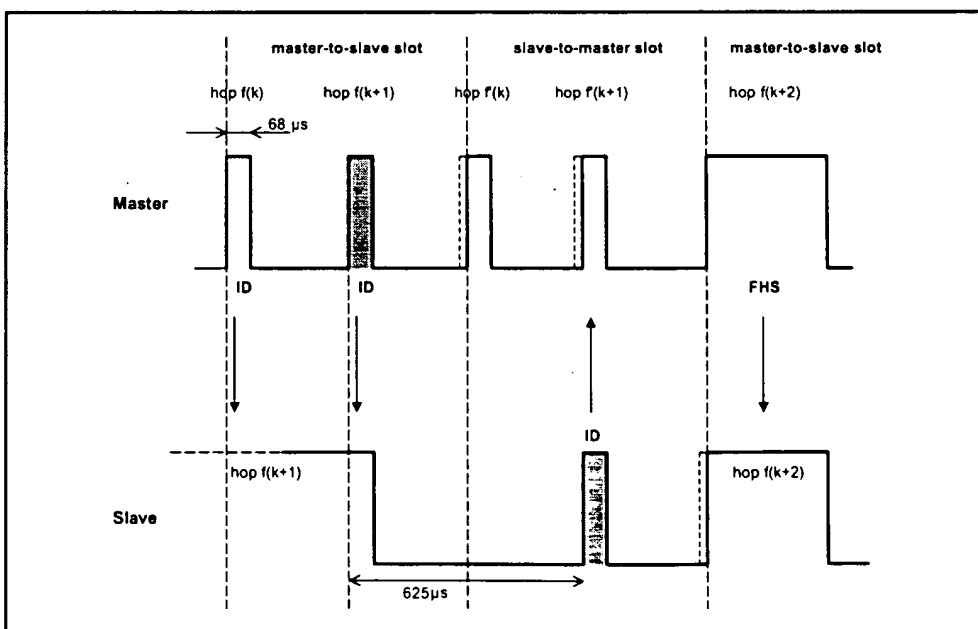 master-to-slave slot slave-to-master slot master-to-slave slot
hop f(k) hop f(k+1) hop f'(k) hop f'(k+1) hop f(k+2)
68 µs
Master
ID ID FHS
ID
hop f(k+1) hop f(k+2)
Slave
625µs